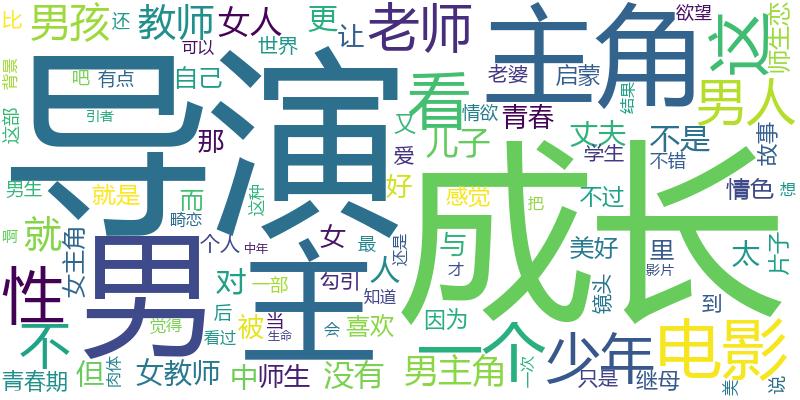 比
男孩
还
教师
女人
更
让
老师
主角
欲望
这
师生恋
背景
吧
有点
可以
世界
自己
老婆
启蒙
结果
男人
导演
看
情欲
青春
这部
引者
那
又
儿子
丈夫
不是
故事
爱
学生
不错
男生
就是
而
这种
好
感觉
不过
情色
想
成长
畸恋
就
女主角
男
个人
中年
女
最
还是
与
美好
里
太
片子
高
性
主
对
勾引
人
才
把
影片
镜头
一部
知道
到
不
觉得
后
看过
被
当
会
生命
喜欢
因为
一个
少年
电影
青春期
但
肉体
女教师
中
师生
没有
男主角
一次
只是
继母
美
说